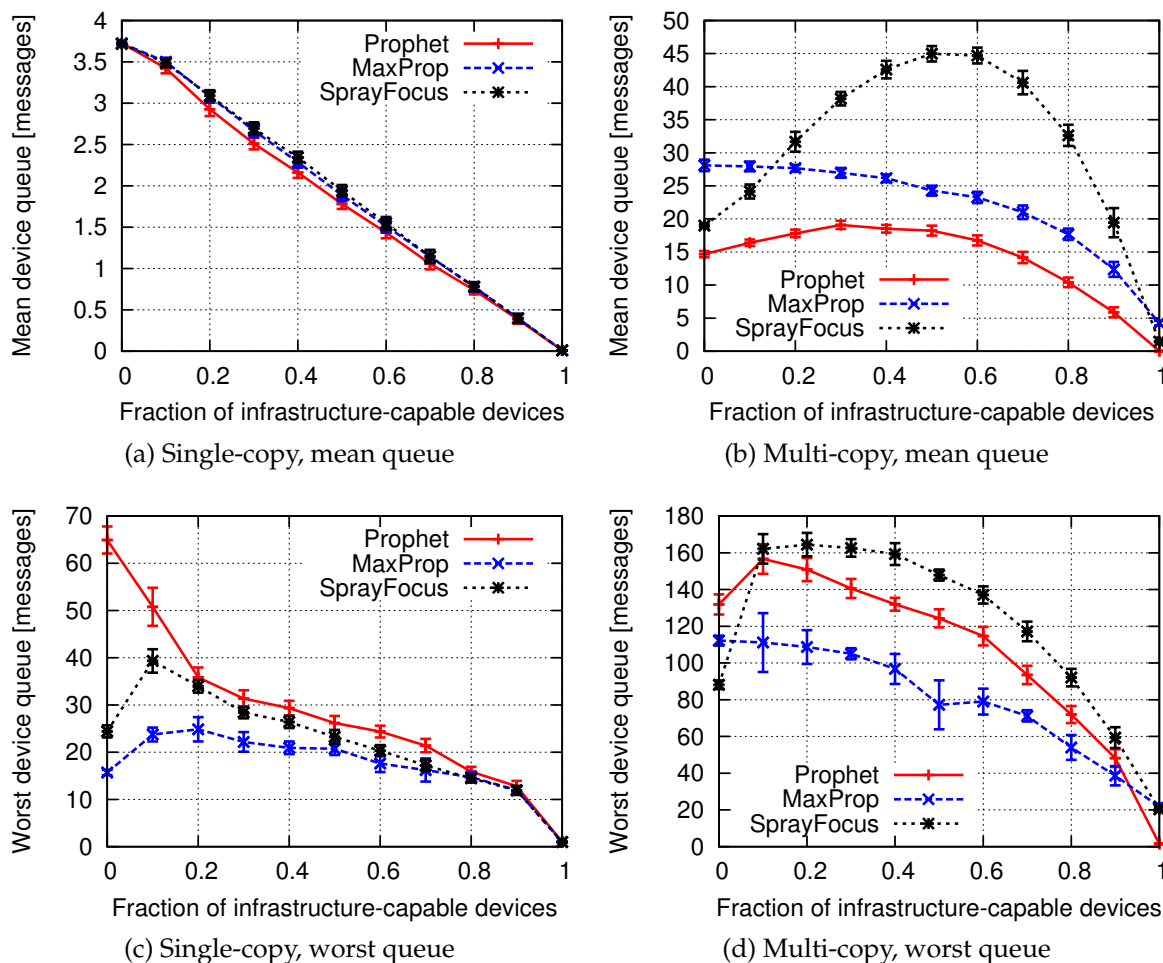 Mean device queue [messages]
4
3.5
3
2.5
2
1.5
1
0.5
0
Prophet
MaxProp
SprayFocus
0 0.2 0.4 0.6 0.8 1
Fraction of infrastructure-capable devices
(a) Single-copy, mean queue
Mean device queue [messages]
50
45
40
35
30
25
20
15
10
5
0
Prophet
MaxProp
SprayFocus
0 0.2 0.4 0.6 0.8 1
Fraction of infrastructure-capable devices
(b) Multi-copy, mean queue
Worst device queue [messages]
70
60
50
40
30
20
10
0
Prophet
MaxProp
SprayFocus
0 0.2 0.4 0.6 0.8 1
Fraction of infrastructure-capable devices
(c) Single-copy, worst queue
Worst device queue [messages]
180
160
140
120
100
80
60
40
20
0
Prophet
MaxProp
SprayFocus
0 0.2 0.4 0.6 0.8 1
Fraction of infrastructure-capable devices
(d) Multi-copy, worst queue